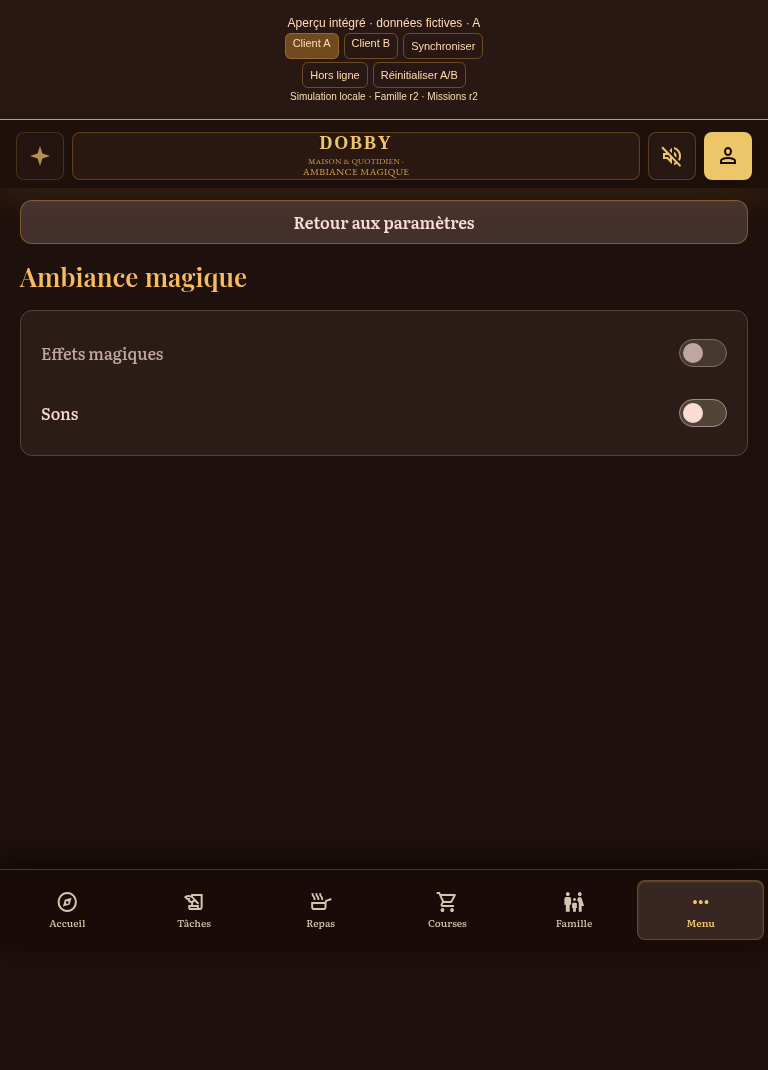 Aperçu intégré · données fictives · A
Client A
Client B
Synchroniser
Hors ligne
Réinitialiser A/B
Simulation locale · Famille r2 · Missions r2
DOBBY
MAISON & QUOTIDIEN ·
AMBIANCE MAGIQUE
Retour aux paramètres
Ambiance magique
Effets magiques
Sons
Accueil
Tâches
Repas
Courses
Famille
Menu